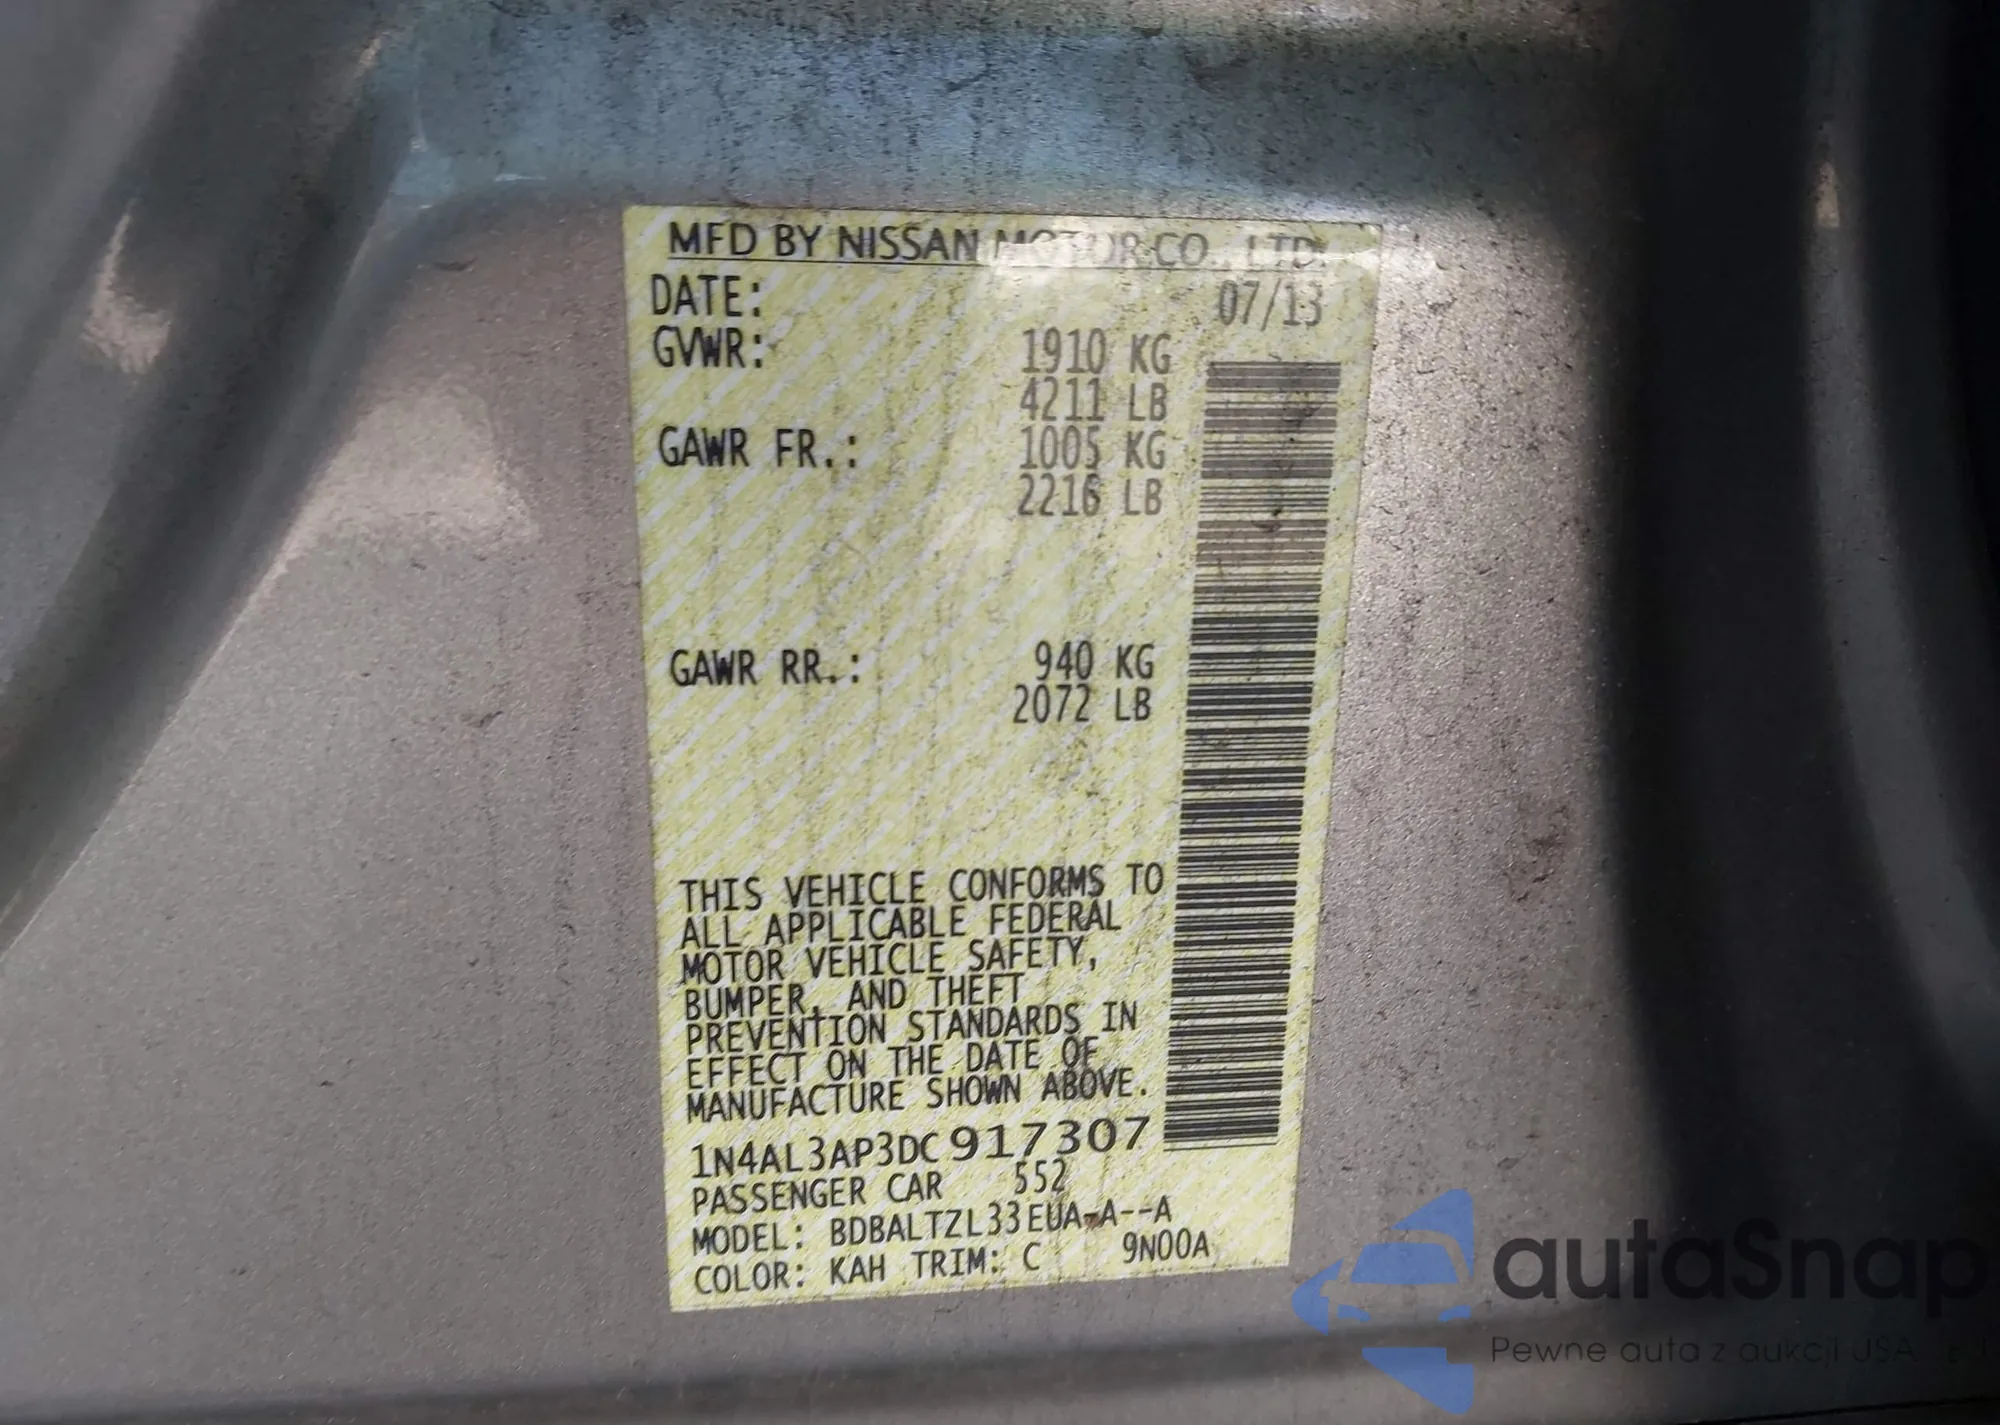 MFD BY NISSAN MOTOR CO., LTD.
DATE: 07/13
GVWR: 1910 KG
4211 LB
GAWR FR.: 1005 KG
2216 LB
GAWR RR.: 940 KG
2072 LB
THIS VEHICLE CONFORMS TO
ALL APPLICABLE FEDERAL
MOTOR VEHICLE SAFETY,
BUMPER, AND THEFT
PREVENTION STANDARDS IN
EFFECT ON THE DATE OF
MANUFACTURE SHOWN ABOVE.
1N4AL3AP3DC917307
PASSENGER CAR 552
MODEL: BDBALTZL33EUA-A--A
COLOR: KAH TRIM: C 9N00A
autaSnap
Pewne auta z aukcji USA